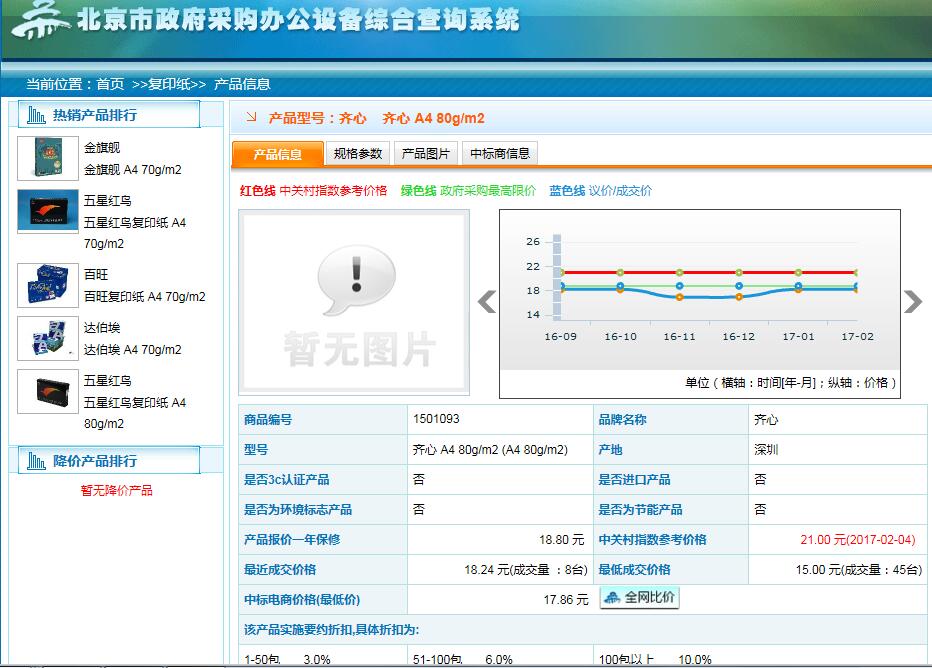 北京市政府采购办公设备综合查询系统
当前位置：首页 >>复印纸>> 产品信息
热销产品排行
金旗舰
金旗舰 A4 70g/m2
五星红鸟
五星红鸟复印纸 A4
70g/m2
百旺
百旺复印纸 A4 70g/m2
达伯埃
达伯埃 A4 70g/m2
五星红鸟
五星红鸟复印纸 A4
80g/m2
降价产品排行
暂无降价产品
产品型号：齐心 齐心 A4 80g/m2
产品信息 规格参数 产品图片 中标商信息
红色线 中关村指数参考价格 绿色线 政府采购最高限价 蓝色线 议价/成交价
暂无图片
26
22
18
14
16-09 16-10 16-11 16-12 17-01 17-02
单位（横轴：时间[年-月]；纵轴：价格）
商品编号 1501093 品牌名称 齐心
型号 齐心 A4 80g/m2 (A4 80g/m2) 产地 深圳
是否3c认证产品 否 是否进口产品 否
是否为环境标志产品 否 是否为节能产品 否
产品报价一年保修 18.80 元 中关村指数参考价格 21.00 元(2017-02-04)
最近成交价格 18.24 元(成交量 ：8台) 最低成交价格 15.00 元(成交量：45台)
中标电商价格(最低价) 17.86 元 全网比价
该产品实施要约折扣,具体折扣为:
1-50包 3.0% 51-100包 6.0% 100包以上 10.0%